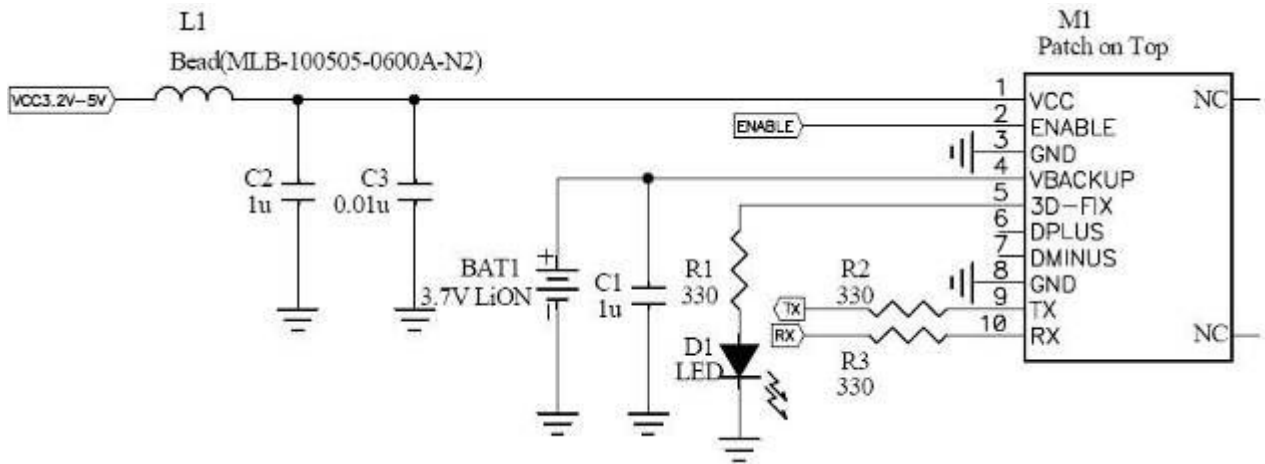 L1
Bead(MLB-100505-0600A-N2)
VCC3.2V-5V
C2
1u
C3
0.01u
BAT1
3.7V LiON
+
C1
1u
R1
330
D1
LED
ENABLE
TX
RX
R2
330
R3
330
M1
Patch on Top
1 VCC
2 ENABLE
3 GND
4 VBACKUP
5 3D-FIX
6 DPLUS
7 DMINUS
8 GND
9 TX
10 RX
NC
NC